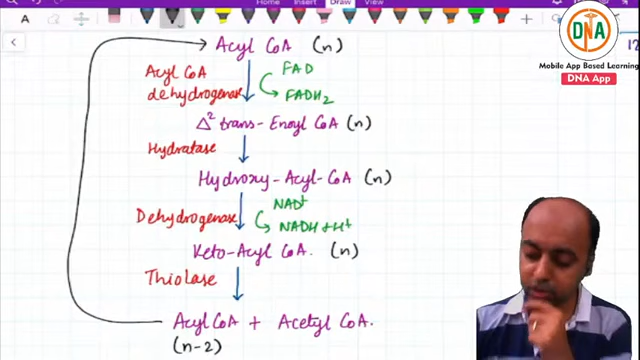 Home Insert Draw View
DNA
Mobile App Based Learning
DNA App
12
A
Acyl CoA (n)
Acyl CoA
dehydrogenase
FAD
FADH2
Δ² trans- Enoyl CoA (n)
Hydratase
Hydroxy-Acyl-CoA (n)
Dehydrogenase
NAD+
NADH + H+
Keto-Acyl CoA. (n)
Thiolase
Acyl CoA + Acetyl CoA.
(n-2)